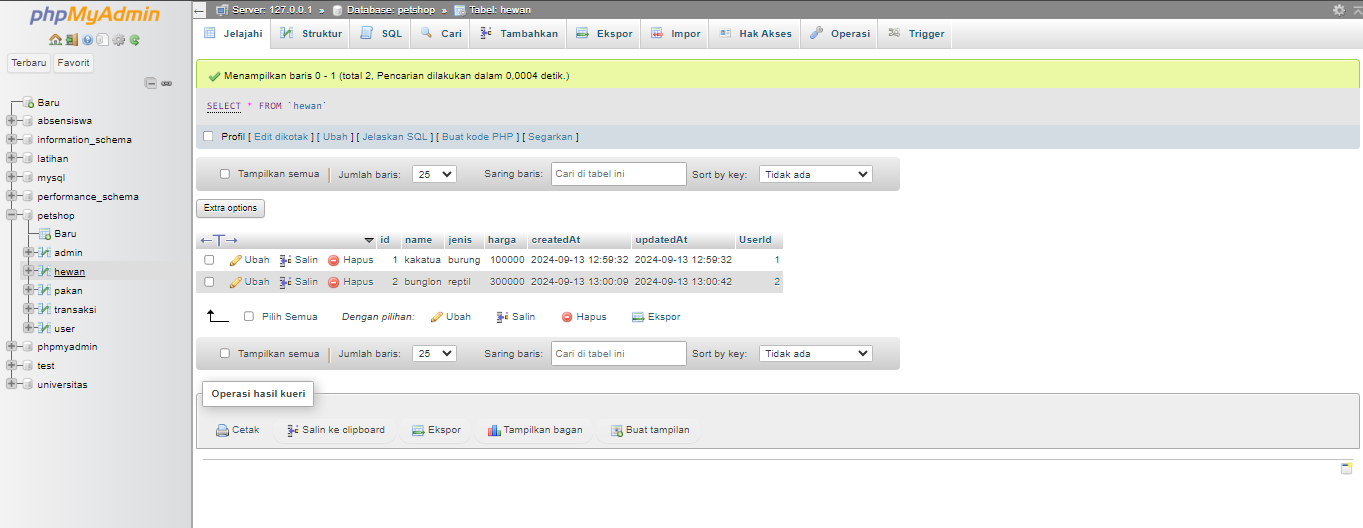 phpMyAdmin
Terbaru Favorit
Baru
absensiswa
information_schema
latihan
mysql
performance_schema
petshop
Baru
admin
hewan
pakan
transaksi
user
phpmyadmin
test
universitas
Server: 127.0.0.1 » Database: petshop » Tabel: hewan
Jelajahi Struktur SQL Cari Tambahkan Ekspor Impor Hak Akses Operasi Trigger
Menampilkan baris 0 - 1 (total 2, Pencarian dilakukan dalam 0,0004 detik.)
SELECT * FROM `hewan`
Profil [ Edit dikotak ] [ Ubah ] [ Jelaskan SQL ] [ Buat kode PHP ] [ Segarkan ]
Tampilkan semua Jumlah baris: 25 Saring baris: Cari di tabel ini Sort by key: Tidak ada
Extra options
←T→ id name jenis harga createdAt updatedAt UserId
Ubah Salin Hapus 1 kakatua burung 100000 2024-09-13 12:59:32 2024-09-13 12:59:32 1
Ubah Salin Hapus 2 bunglon reptil 300000 2024-09-13 13:00:09 2024-09-13 13:00:42 2
Pilih Semua Dengan pilihan: Ubah Salin Hapus Ekspor
Tampilkan semua Jumlah baris: 25 Saring baris: Cari di tabel ini Sort by key: Tidak ada
Operasi hasil kueri
Cetak Salin ke clipboard Ekspor Tampilkan bagan Buat tampilan